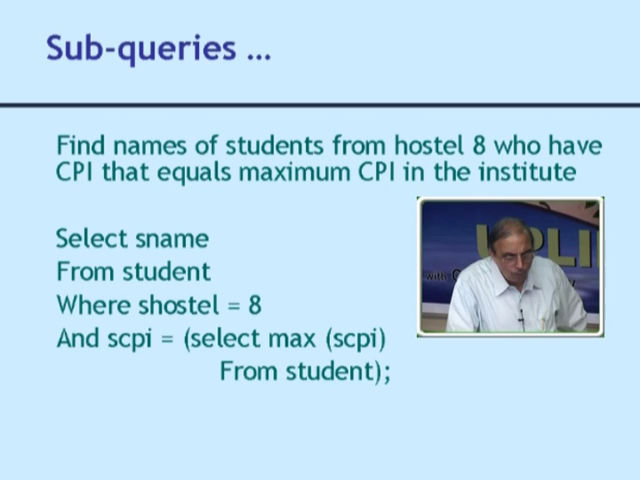 Sub-queries ...
Find names of students from hostel 8 who have
CPI that equals maximum CPI in the institute
Select sname
From student
Where shostel = 8
And scpi = (select max (scpi)
From student);
with